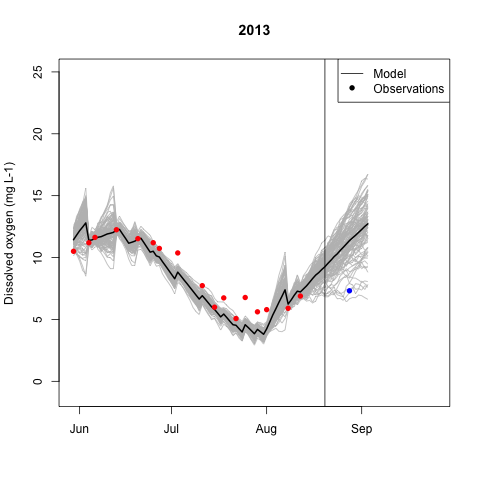 2013
Model
Observations
Dissolved oxygen (mg L-1)
25
20
15
10
5
0
Jun
Jul
Aug
Sep